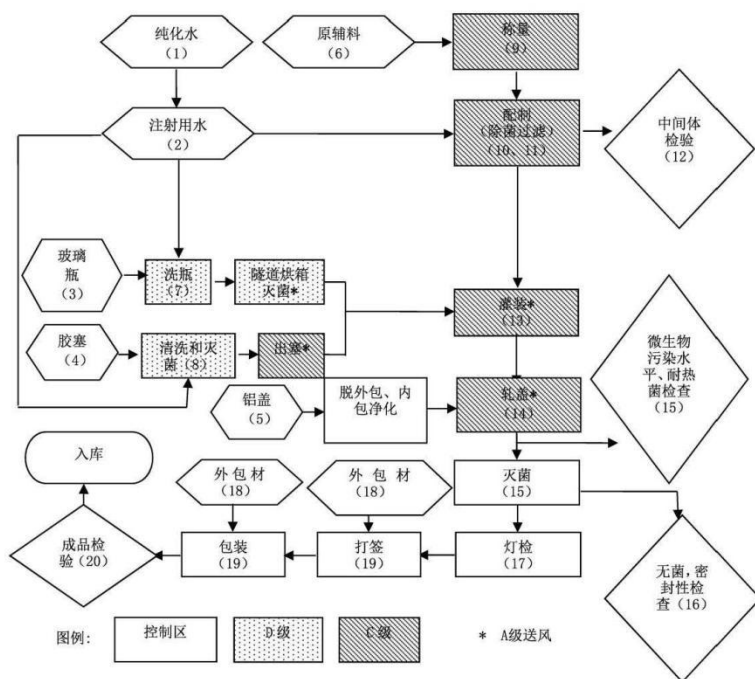 纯化水
(1)
原辅料
(6)
称量
(9)
注射用水
(2)
配制
(除菌过滤)
(10、11)
中间体
检验
(12)
玻璃
瓶
(3)
洗瓶
(7)
隧道烘箱
灭菌*
灌装*
(13)
胶塞
(4)
清洗和灭
菌 (8)
出塞*
微生物
污染水
平、耐热
菌检查
(15)
铝盖
(5)
脱外包、内
包净化
轧盖*
(14)
入库
外包材
(18)
外 包 材
(18)
灭菌
(15)
成品检
验(20)
包装
(19)
打签
(19)
灯检
(17)
无菌,密
封性检
查(16)
图例:
控制区
D级
C级
* A级送风